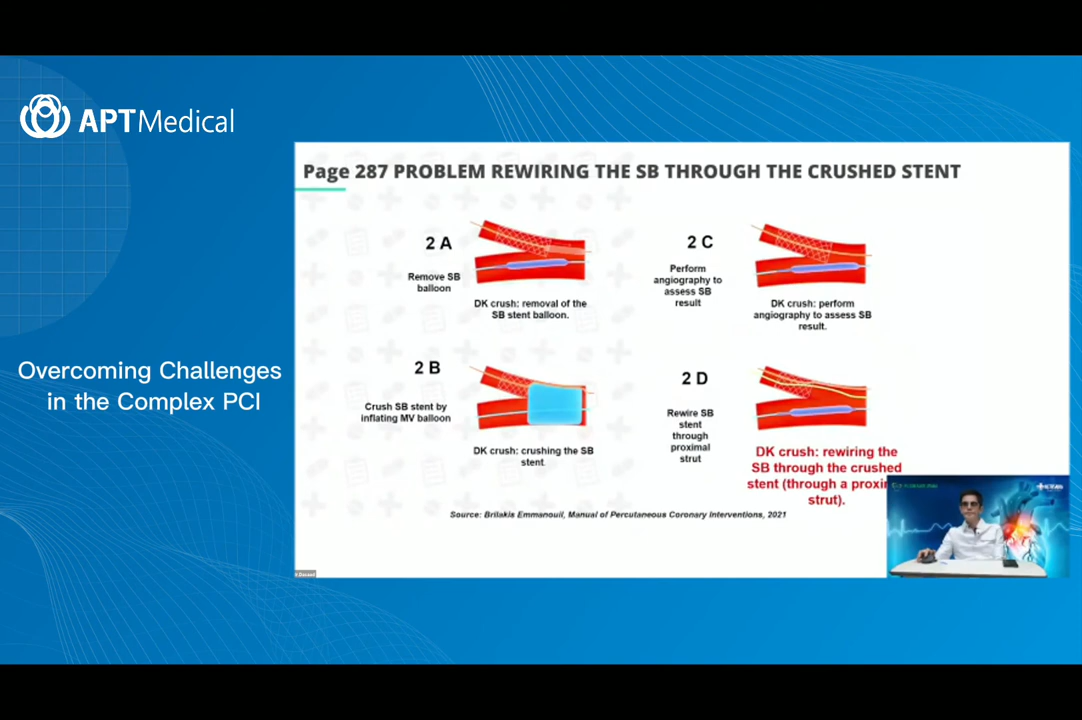 APTMedical
Overcoming Challenges
in the Complex PCI
Page 287 PROBLEM REWIRING THE SB THROUGH THE CRUSHED STENT
2 A
Remove SB
balloon
DK crush: removal of the
SB stent balloon.
2 B
Crush SB stent by
inflating MV balloon
DK crush: crushing the SB
stent.
2 C
Perform
angiography to
assess SB
result
DK crush: perform
angiography to assess SB
result.
2 D
Rewire SB
stent
through
proximal
strut
DK crush: rewiring the
SB through the crushed
stent (through a proxim
strut).
Source: Brilakis Emmanouil, Manual of Percutaneous Coronary Interventions, 2021